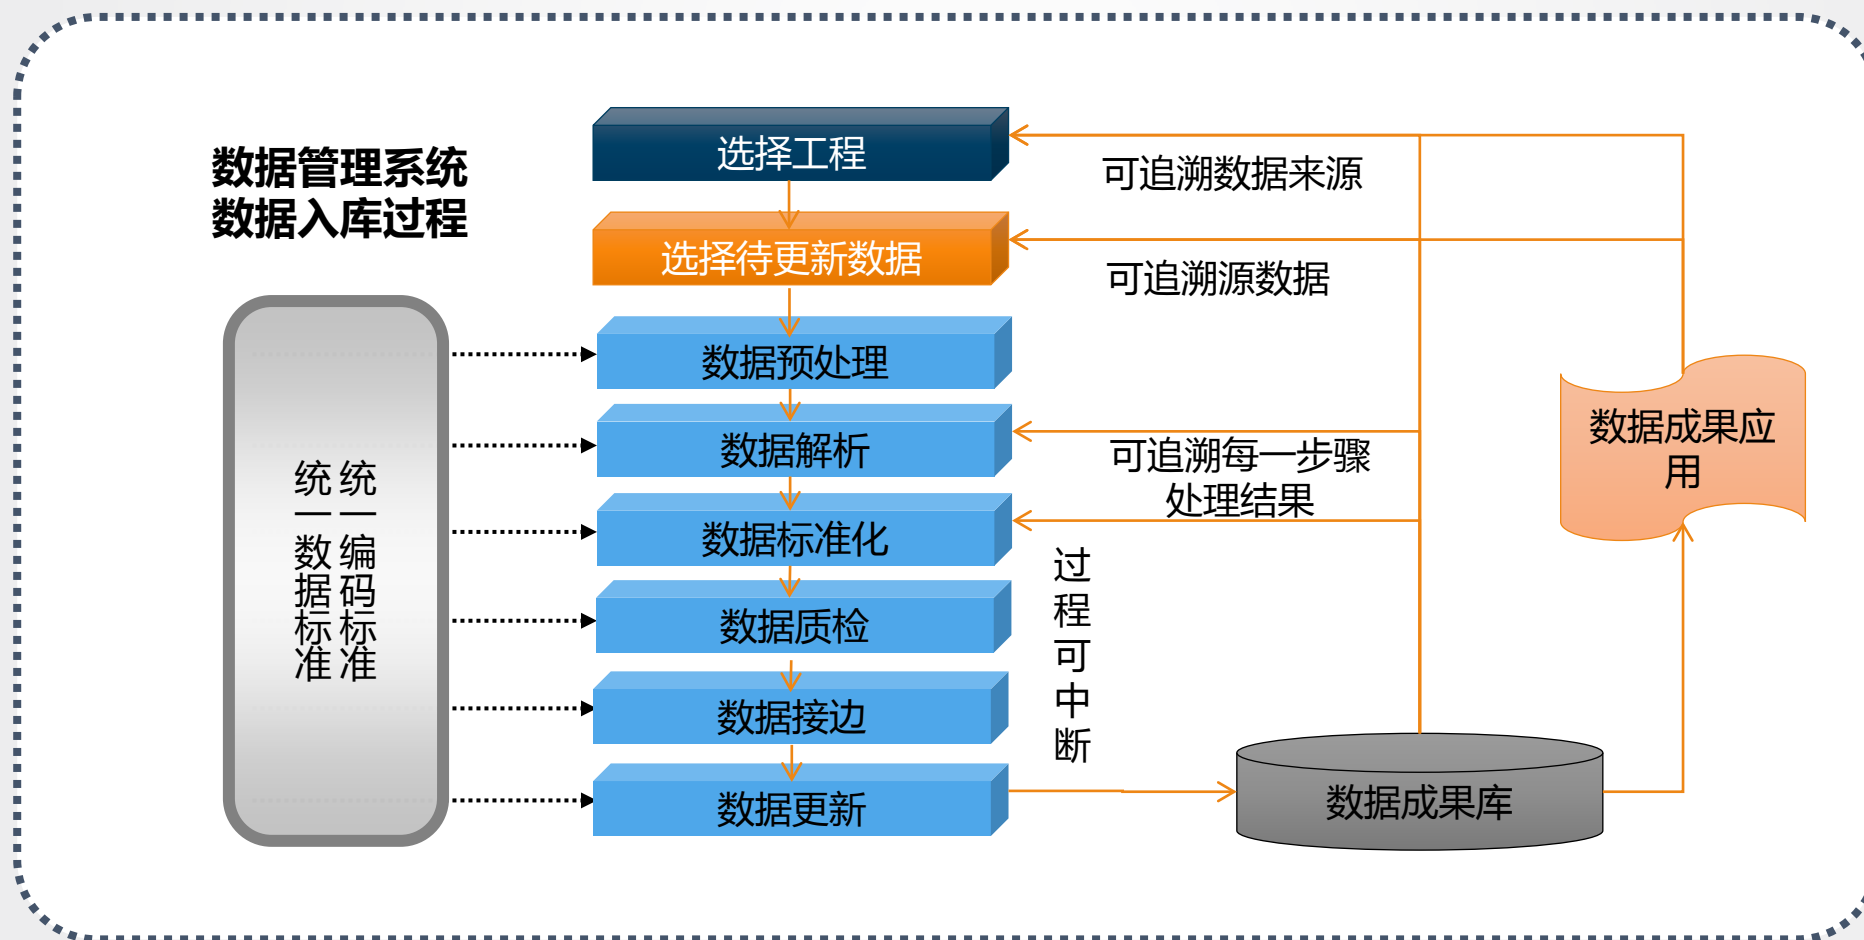 数据管理系统
数据入库过程
选择工程
选择待更新数据
数据预处理
数据解析
数据标准化
数据质检
数据接边
数据更新
统一编码标准
统一数据标准
可追溯数据来源
可追溯源数据
可追溯每一步骤
处理结果
过程可中断
数据成果库
数据成果应
用